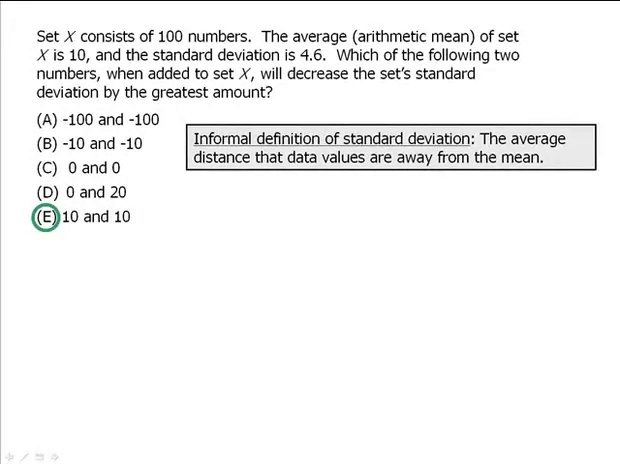 Set X consists of 100 numbers.  The average (arithmetic mean) of set
X is 10, and the standard deviation is 4.6.  Which of the following two
numbers, when added to set X, will decrease the set's standard
deviation by the greatest amount?
(A) -100 and -100
(B) -10 and -10
(C)  0 and 0
(D)  0 and 20
(E) 10 and 10
Informal definition of standard deviation: The average
distance that data values are away from the mean.